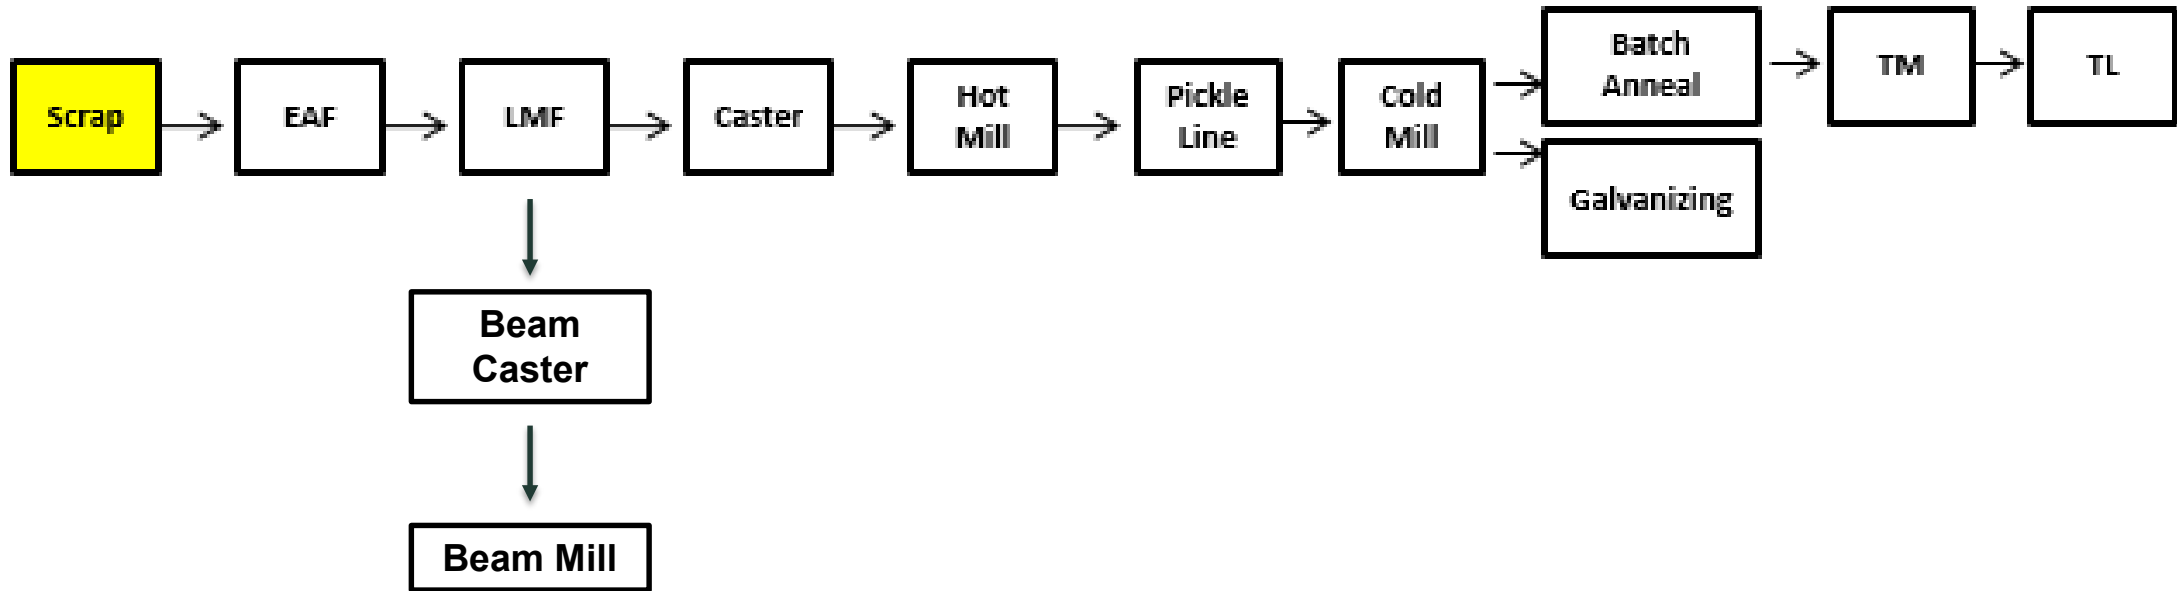 Scrap
EAF
LMF
Caster
Hot
Mill
Pickle
Line
Cold
Mill
Batch
Anneal
TM
TL
Galvanizing
Beam
Caster
Beam Mill